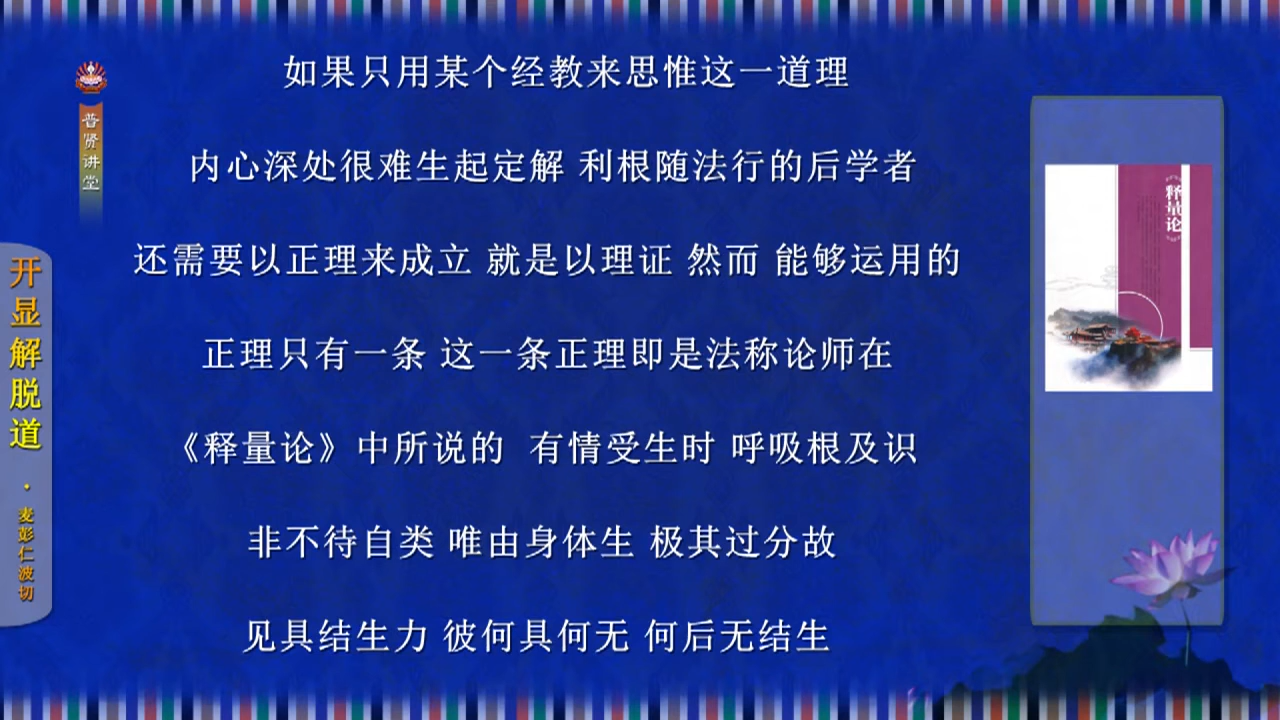 如果只用某个经教来思惟这一道理
内心深处很难生起定解 利根随法行的后学者
还需要以正理来成立 就是以理证 然而 能够运用的
正理只有一条 这一条正理即是法称论师在
《释量论》中所说的 有情受生时 呼吸根及识
非不待自类 唯由身体生 极其过分故
见具结生力 彼何具何无 何后无结生
普贤讲堂
开显解脱道
·麦彭仁波切
释量论